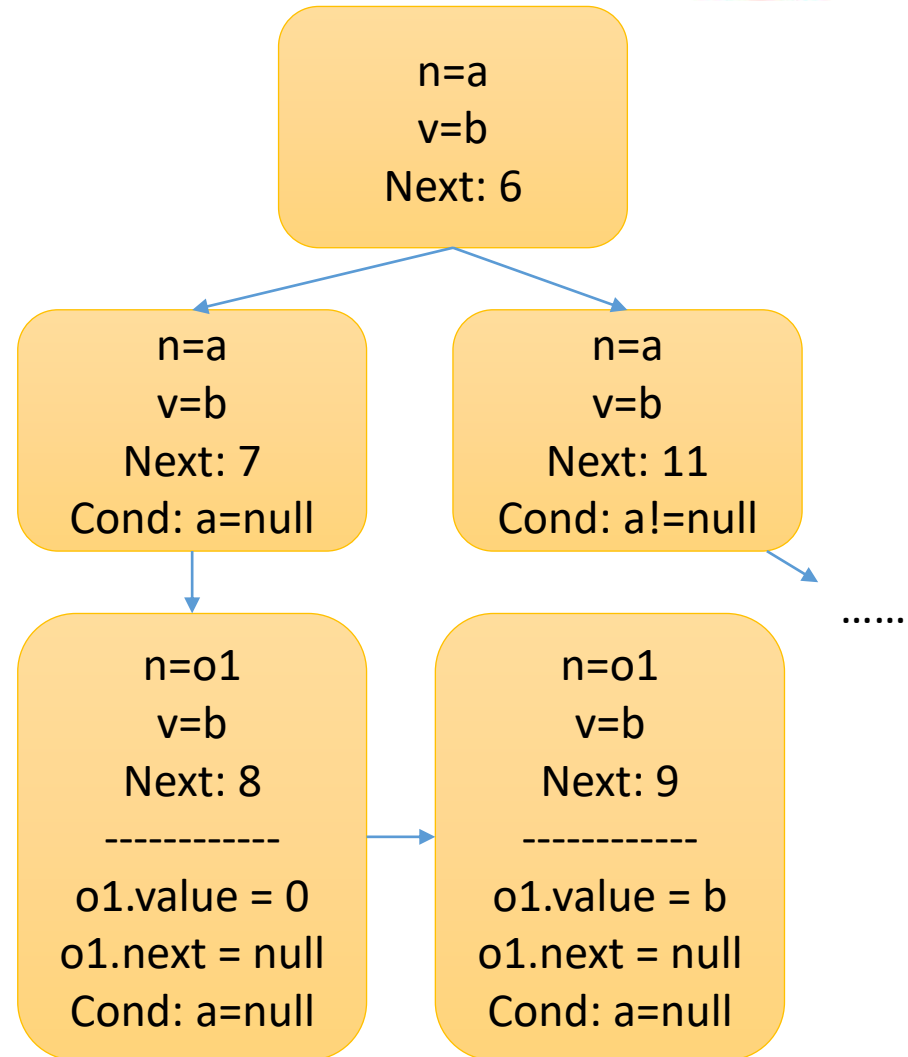 n=a
v=b
Next: 6
n=a
v=b
Next: 7
Cond: a=null
n=a
v=b
Next: 11
Cond: a!=null
……
n=o1
v=b
Next: 8
------------
o1.value = 0
o1.next = null
Cond: a=null
n=o1
v=b
Next: 9
------------
o1.value = b
o1.next = null
Cond: a=null